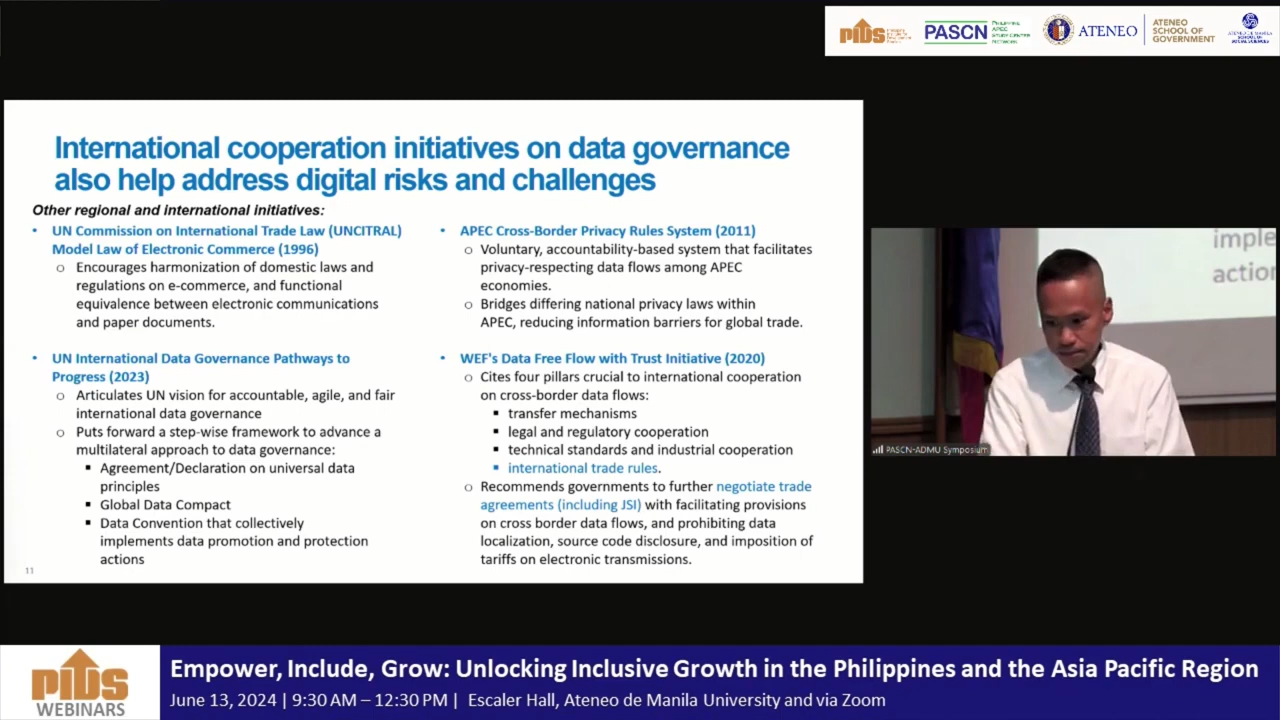 PIDS
PASCN
PHILIPPINE
APEC
STUDY CENTER
NETWORK
ATENEO
ATENEO
SCHOOL OF
GOVERNMENT
ATENEO DE MANILA
SCHOOL OF
SOCIAL SCIENCES
International cooperation initiatives on data governance
also help address digital risks and challenges
Other regional and international initiatives:
• UN Commission on International Trade Law (UNCITRAL)
Model Law of Electronic Commerce (1996)
o Encourages harmonization of domestic laws and
regulations on e-commerce, and functional
equivalence between electronic communications
and paper documents.
• UN International Data Governance Pathways to
Progress (2023)
o Articulates UN vision for accountable, agile, and fair
international data governance
o Puts forward a step-wise framework to advance a
multilateral approach to data governance:
▪ Agreement/Declaration on universal data
principles
▪ Global Data Compact
▪ Data Convention that collectively
implements data promotion and protection
actions
• APEC Cross-Border Privacy Rules System (2011)
o Voluntary, accountability-based system that facilitates
privacy-respecting data flows among APEC
economies.
o Bridges differing national privacy laws within
APEC, reducing information barriers for global trade.
• WEF's Data Free Flow with Trust Initiative (2020)
o Cites four pillars crucial to international cooperation
on cross-border data flows:
▪ transfer mechanisms
▪ legal and regulatory cooperation
▪ technical standards and industrial cooperation
▪ international trade rules.
o Recommends governments to further negotiate trade
agreements (including JSI) with facilitating provisions
on cross border data flows, and prohibiting data
localization, source code disclosure, and imposition of
tariffs on electronic transmissions.
11
imple
action
PASCN-ADMU Symposium
PIDS
WEBINARS
Empower, Include, Grow: Unlocking Inclusive Growth in the Philippines and the Asia Pacific Region
June 13, 2024 | 9:30 AM – 12:30 PM | Escaler Hall, Ateneo de Manila University and via Zoom